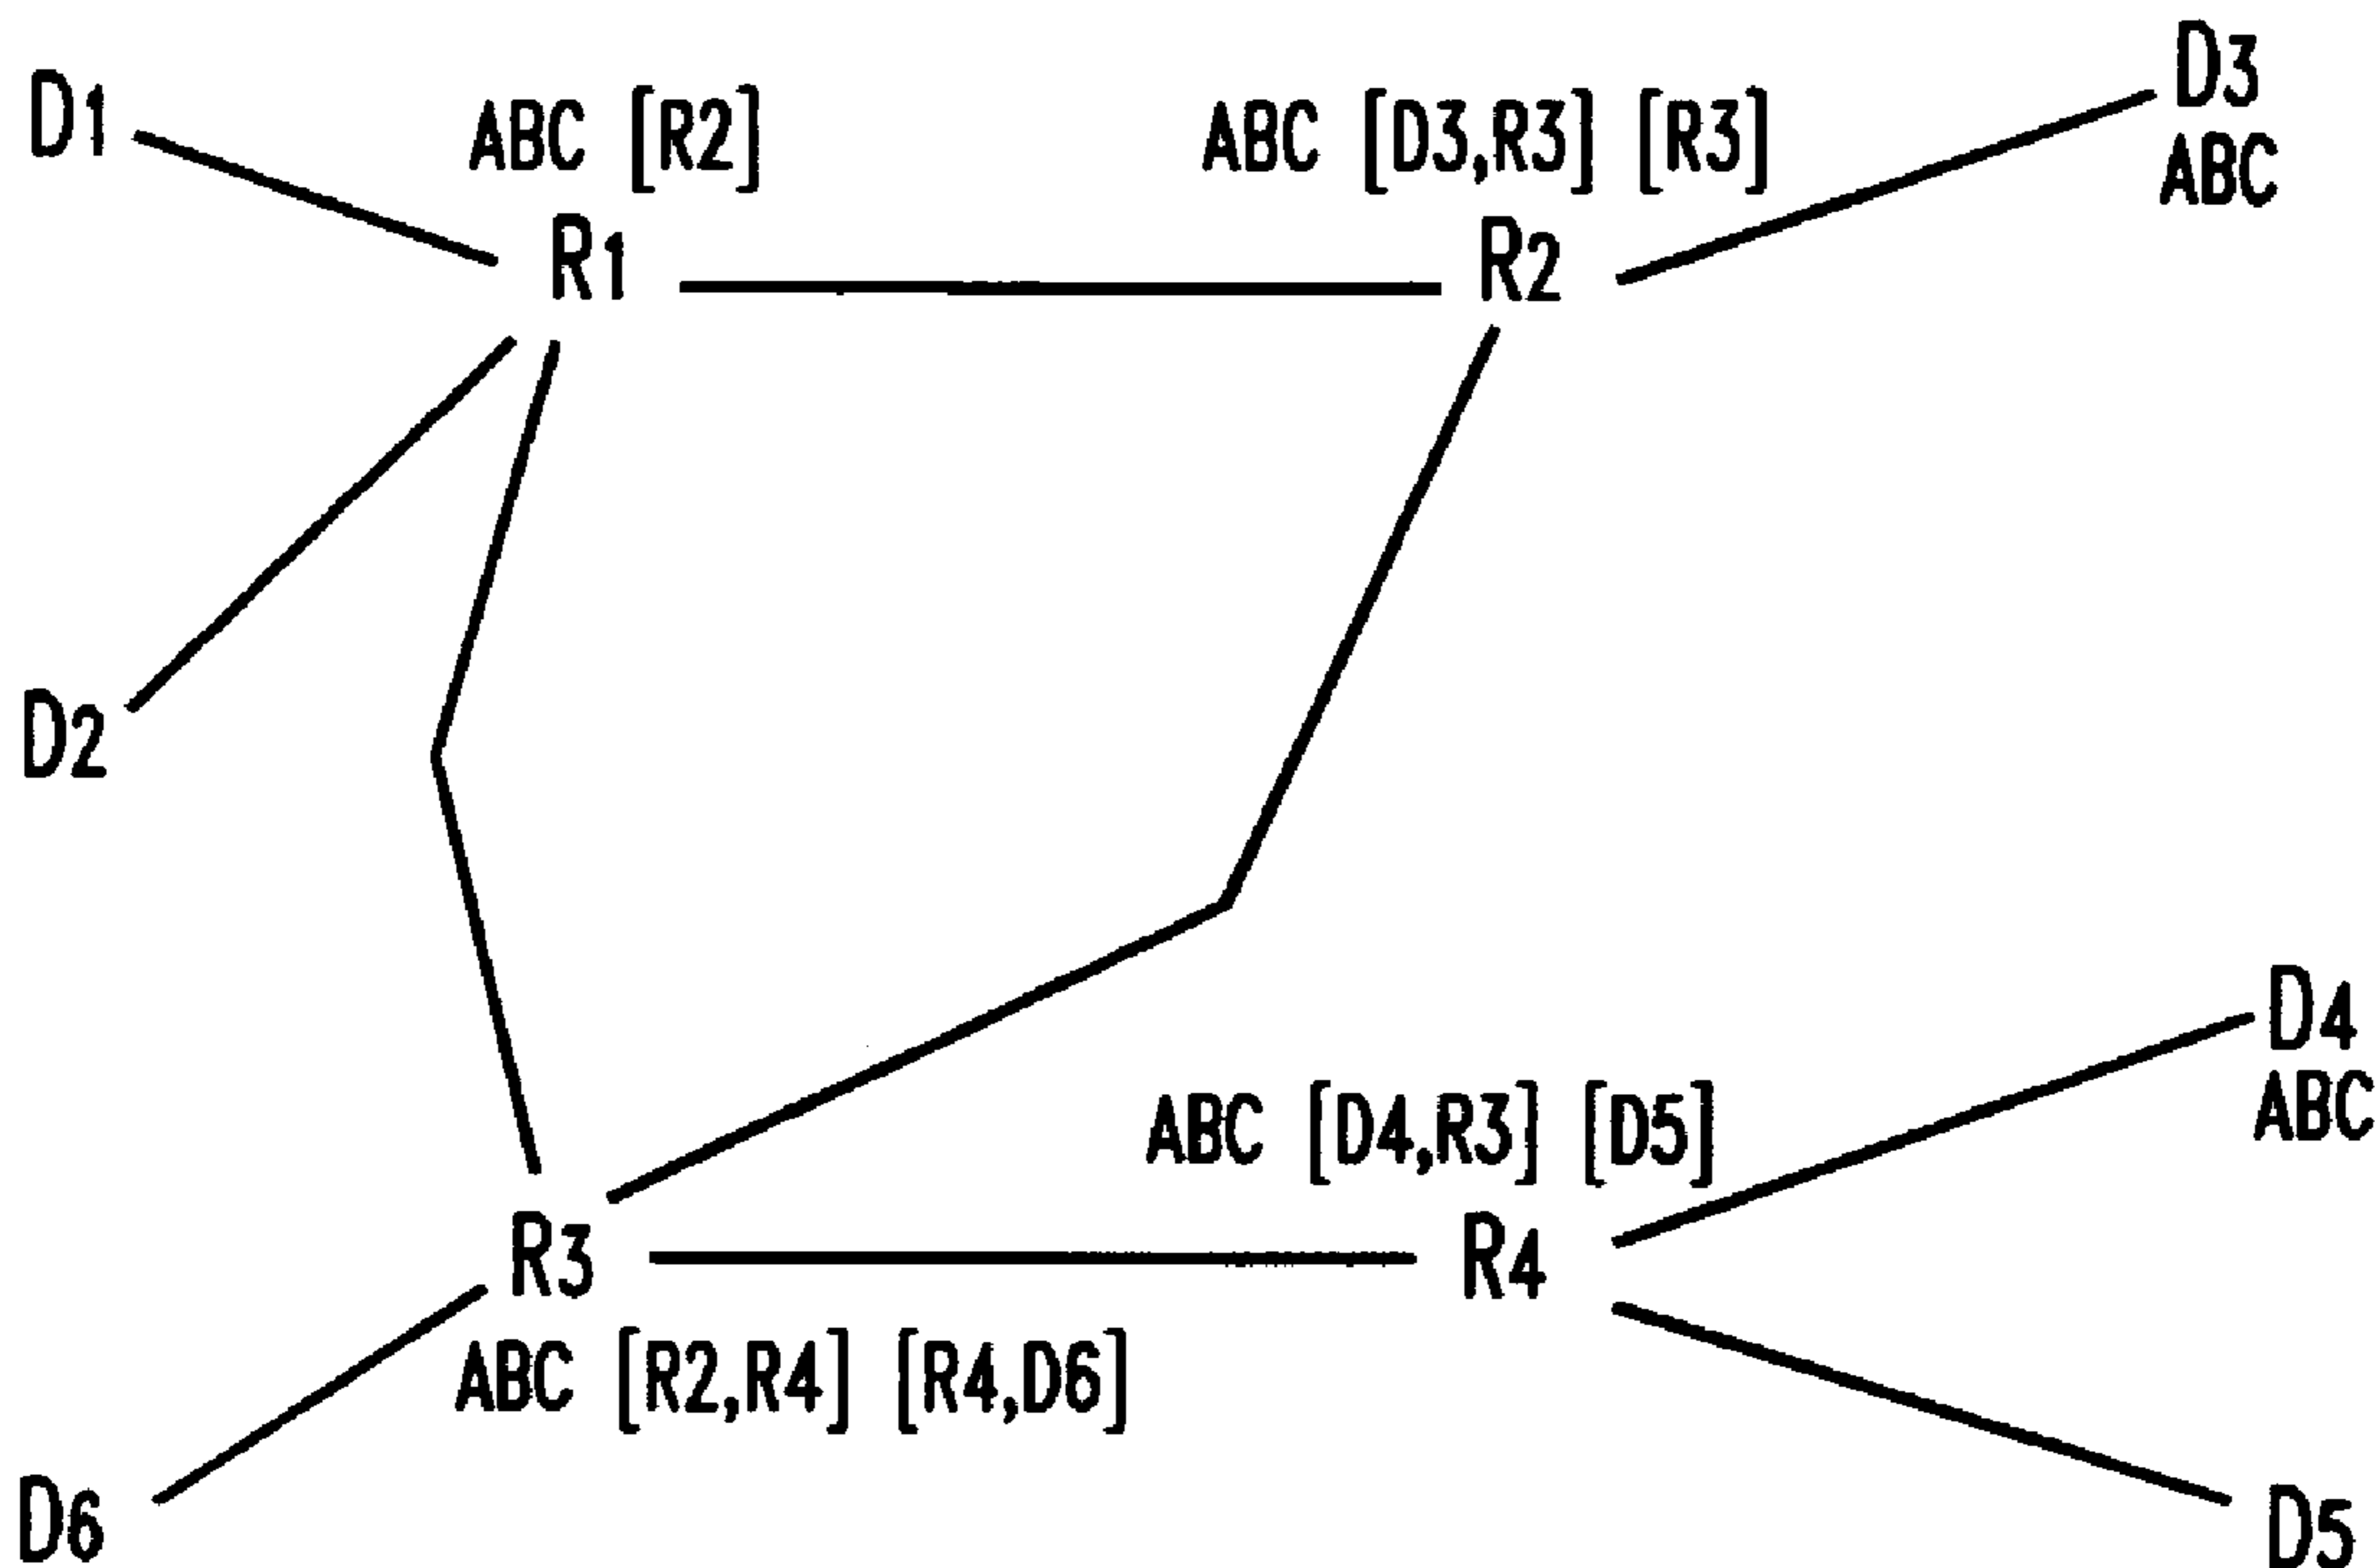 D1
ABC [R2]
ABC [D3,R3] [R3]
D3
ABC
R1
R2
D2
D4
ABC
ABC [D4,R3] [D5]
R3
R4
ABC [R2,R4] [R4,D6]
D6
D5